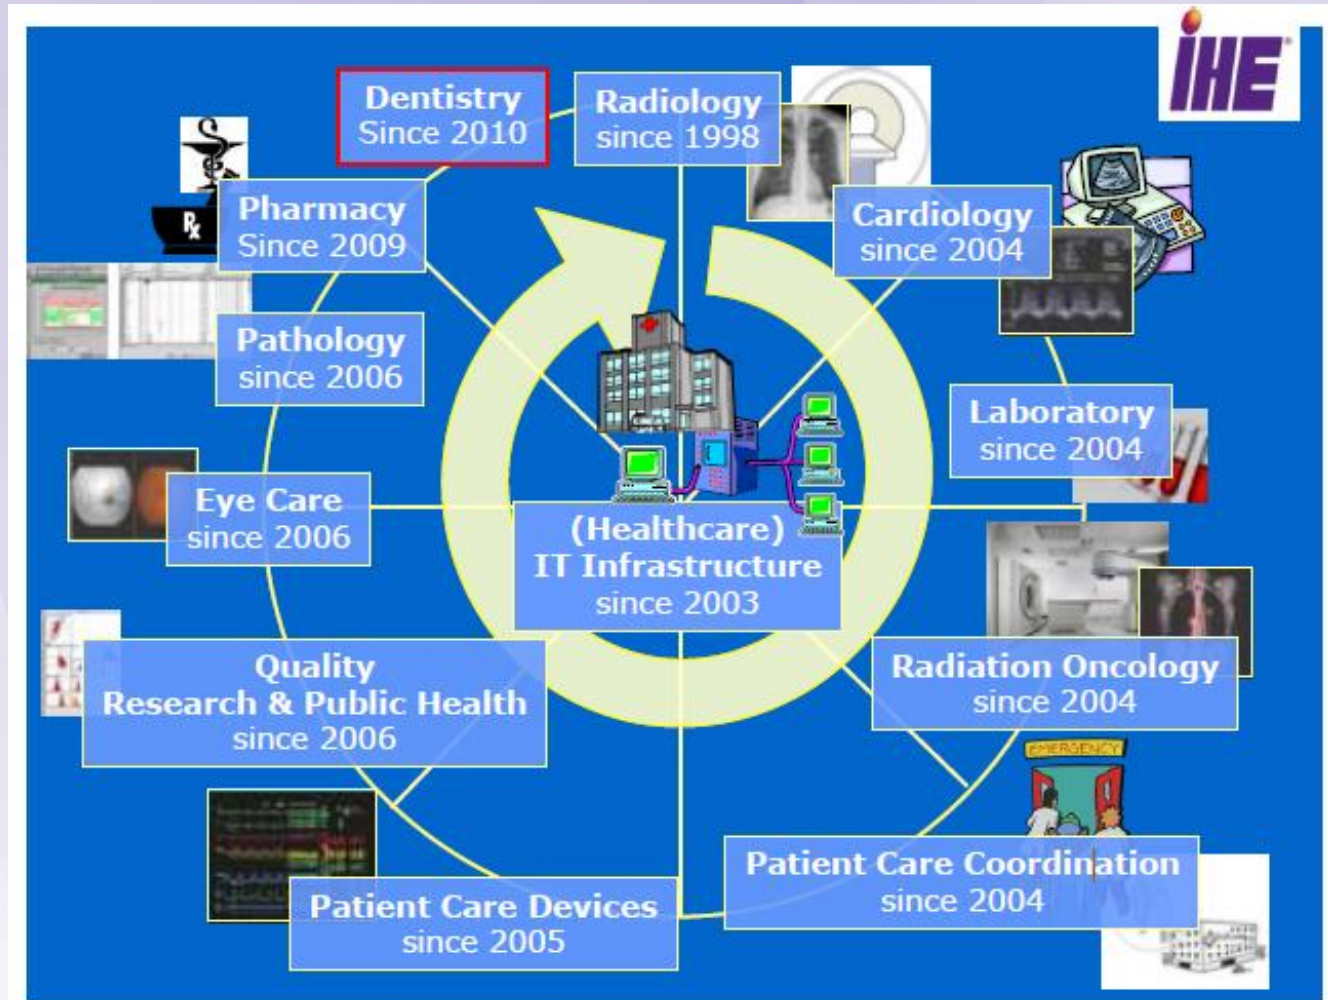 IHE
Dentistry
Since 2010
Radiology
since 1998
Cardiology
since 2004
Pharmacy
Since 2009
Rx
Pathology
since 2006
Laboratory
since 2004
Eye Care
since 2006
(Healthcare)
IT Infrastructure
since 2003
Quality
Research & Public Health
since 2006
Radiation Oncology
since 2004
EMERGENCY
Patient Care Coordination
since 2004
Patient Care Devices
since 2005